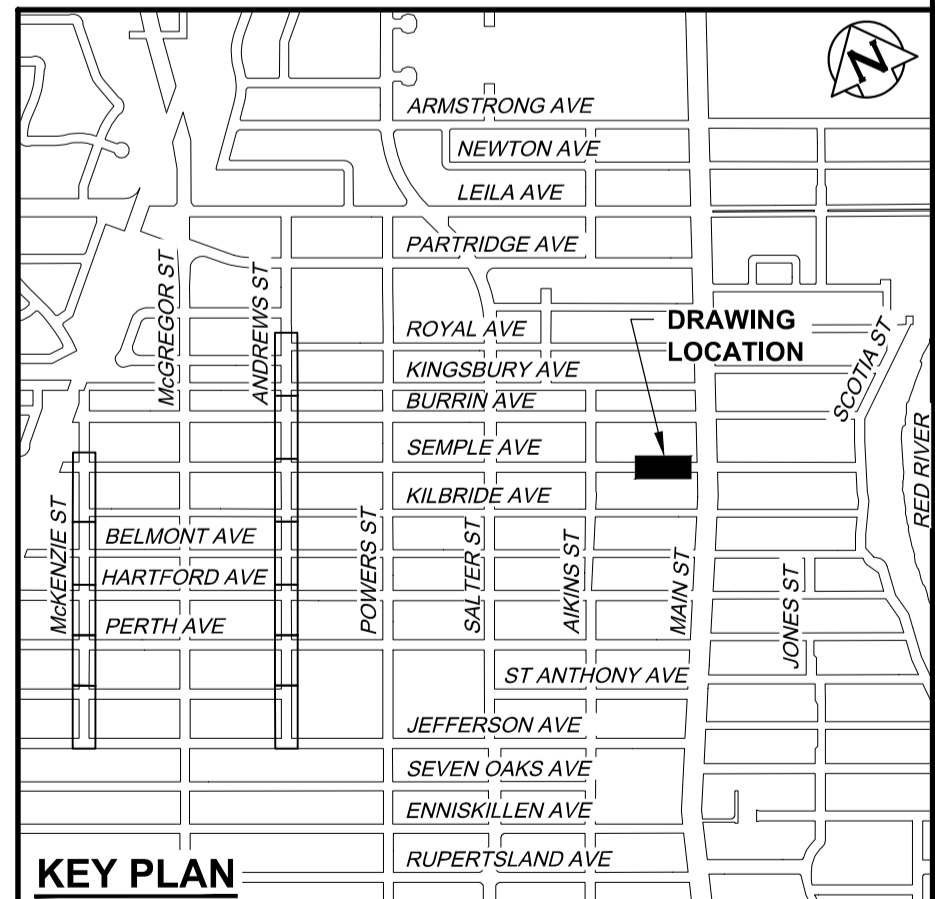 N
ARMSTRONG AVE
NEWTON AVE
LEILA AVE
PARTRIDGE AVE
McGREGOR ST
ANDREWS ST
ROYAL AVE
DRAWING
LOCATION
SCOTIA ST
KINGSBURY AVE
BURRIN AVE
RED RIVER
SEMPLE AVE
KILBRIDE AVE
McKENZIE ST
BELMONT AVE
POWERS ST
SALTER ST
AIKINS ST
MAIN ST
JONES ST
HARTFORD AVE
PERTH AVE
ST ANTHONY AVE
JEFFERSON AVE
SEVEN OAKS AVE
ENNISKILLEN AVE
RUPERTSLAND AVE
KEY PLAN